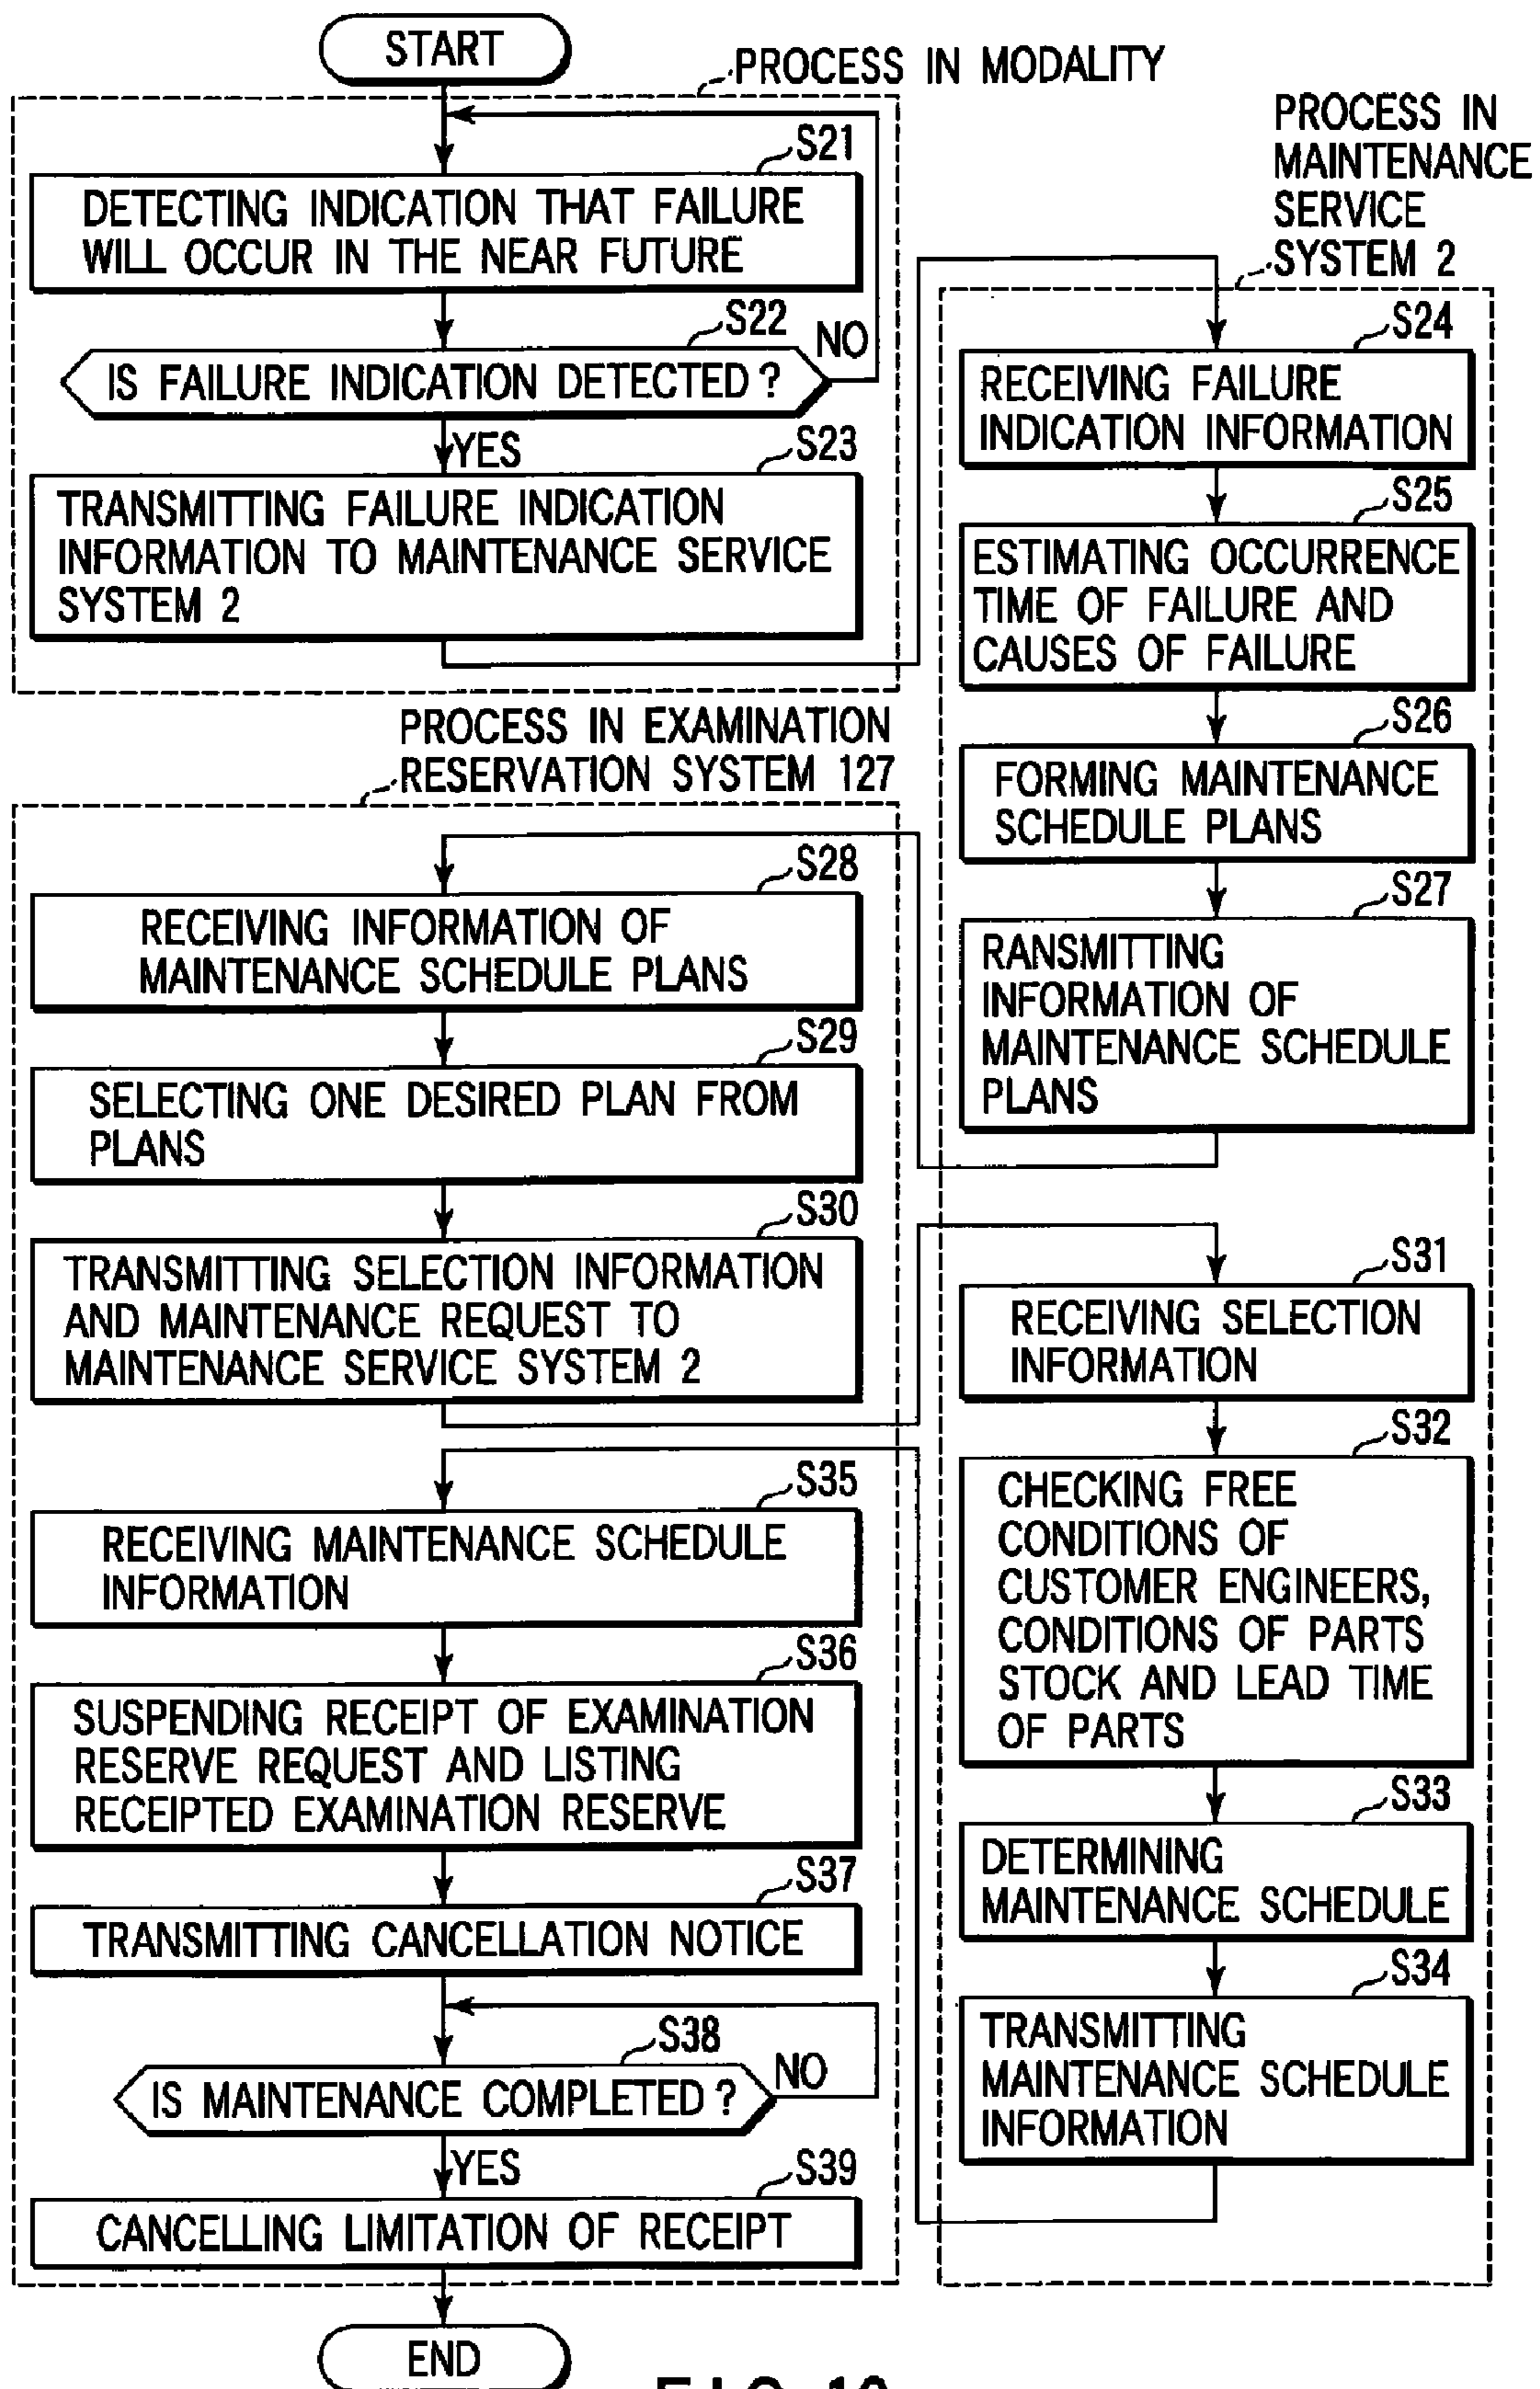 START
PROCESS IN MODALITY
S21
DETECTING INDICATION THAT FAILURE
WILL OCCUR IN THE NEAR FUTURE
S22
NO
IS FAILURE INDICATION DETECTED ?
YES
S23
TRANSMITTING FAILURE INDICATION
INFORMATION TO MAINTENANCE SERVICE
SYSTEM 2
PROCESS IN
MAINTENANCE
SERVICE
SYSTEM 2
S24
RECEIVING FAILURE
INDICATION INFORMATION
S25
ESTIMATING OCCURRENCE
TIME OF FAILURE AND
CAUSES OF FAILURE
S26
FORMING MAINTENANCE
SCHEDULE PLANS
S27
RANSMITTING
INFORMATION OF
MAINTENANCE SCHEDULE
PLANS
PROCESS IN EXAMINATION
RESERVATION SYSTEM 127
S28
RECEIVING INFORMATION OF
MAINTENANCE SCHEDULE PLANS
S29
SELECTING ONE DESIRED PLAN FROM
PLANS
S30
TRANSMITTING SELECTION INFORMATION
AND MAINTENANCE REQUEST TO
MAINTENANCE SERVICE SYSTEM 2
S31
RECEIVING SELECTION
INFORMATION
S32
CHECKING FREE
CONDITIONS OF
CUSTOMER ENGINEERS,
CONDITIONS OF PARTS
STOCK AND LEAD TIME
OF PARTS
S33
DETERMINING
MAINTENANCE SCHEDULE
S34
TRANSMITTING
MAINTENANCE SCHEDULE
INFORMATION
S35
RECEIVING MAINTENANCE SCHEDULE
INFORMATION
S36
SUSPENDING RECEIPT OF EXAMINATION
RESERVE REQUEST AND LISTING
RECEIPTED EXAMINATION RESERVE
S37
TRANSMITTING CANCELLATION NOTICE
S38
NO
IS MAINTENANCE COMPLETED ?
YES
S39
CANCELLING LIMITATION OF RECEIPT
END